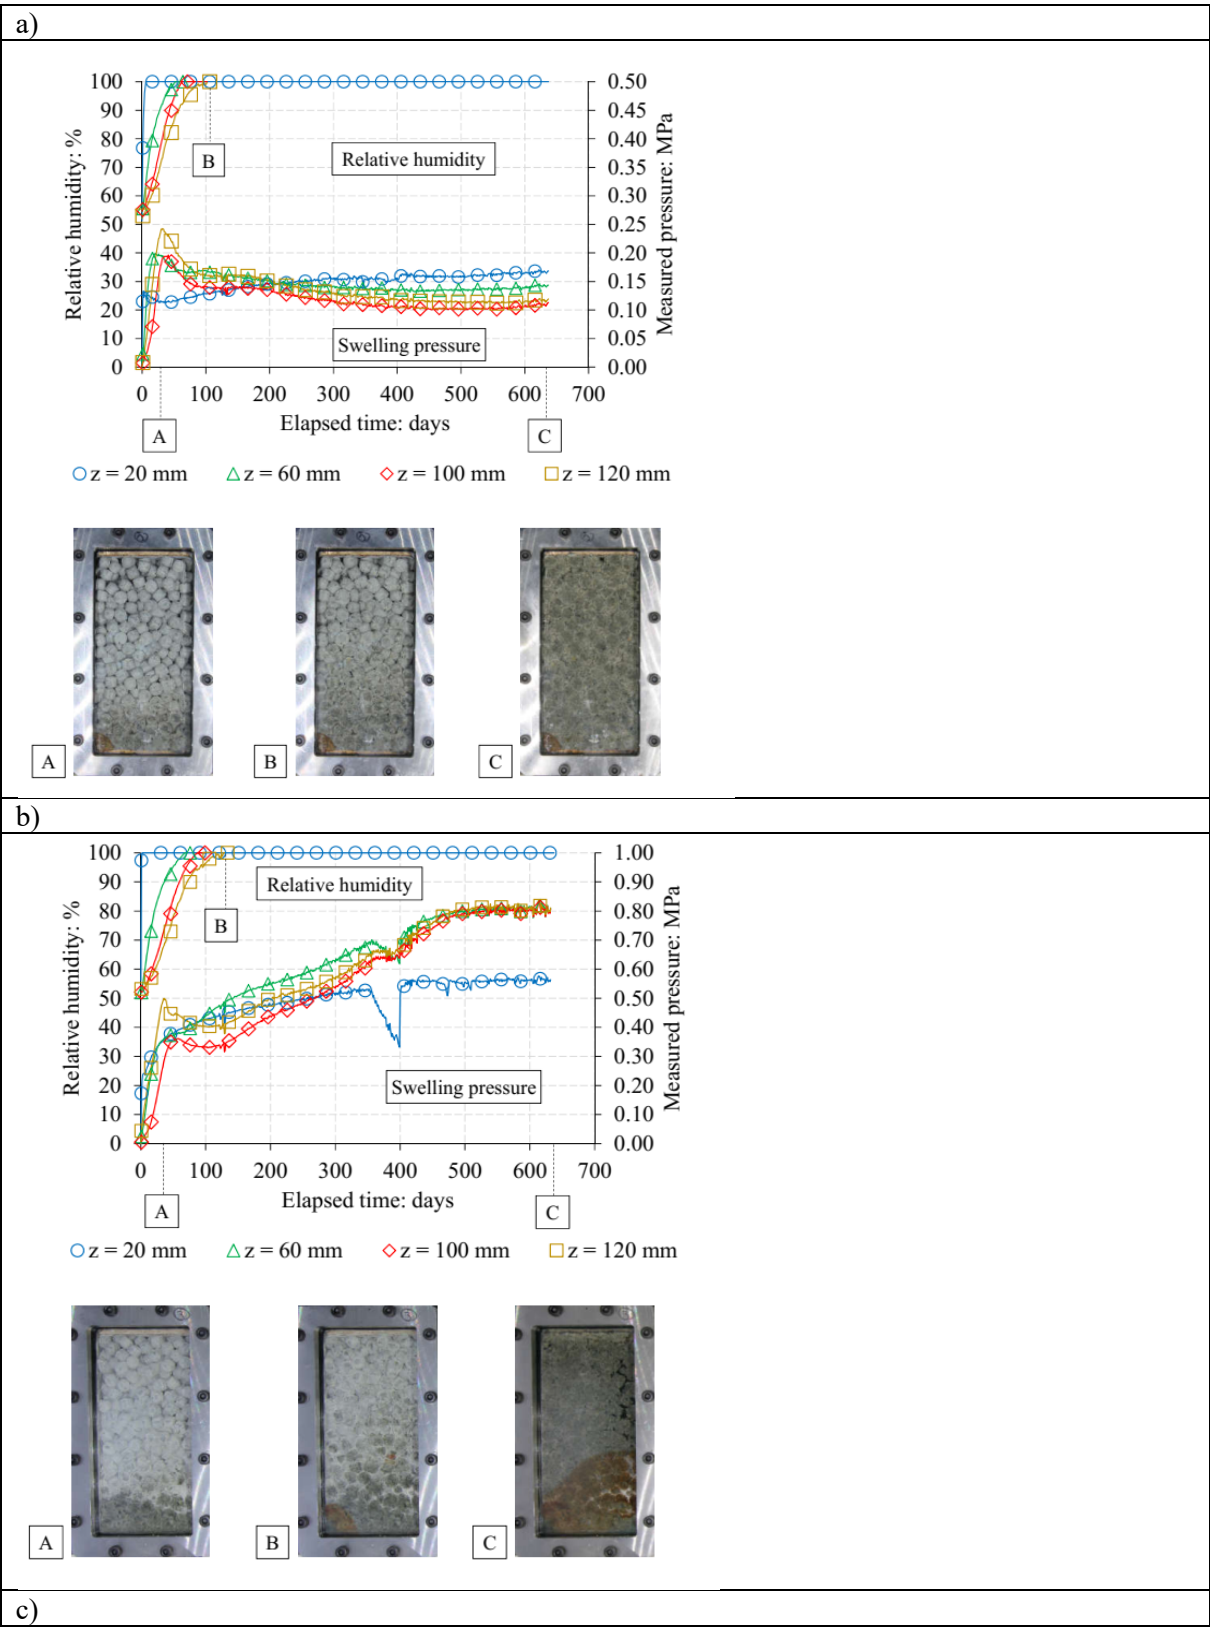 a)
100 0.50
90 0.45
80 0.40
70 0.35
60 0.30
50 0.25
40 0.20
30 0.15
20 0.10
10 0.05
0 0.00
Relative humidity: %
Measured pressure: MPa
B
Relative humidity
Swelling pressure
0 100 200 300 400 500 600 700
Elapsed time: days
A
C
z = 20 mm z = 60 mm z = 100 mm z = 120 mm
A B C
b)
100 1.00
90 0.90
80 0.80
70 0.70
60 0.60
50 0.50
40 0.40
30 0.30
20 0.20
10 0.10
0 0.00
Relative humidity: %
Measured pressure: MPa
Relative humidity
B
Swelling pressure
0 100 200 300 400 500 600 700
Elapsed time: days
A
C
z = 20 mm z = 60 mm z = 100 mm z = 120 mm
A B C
c)